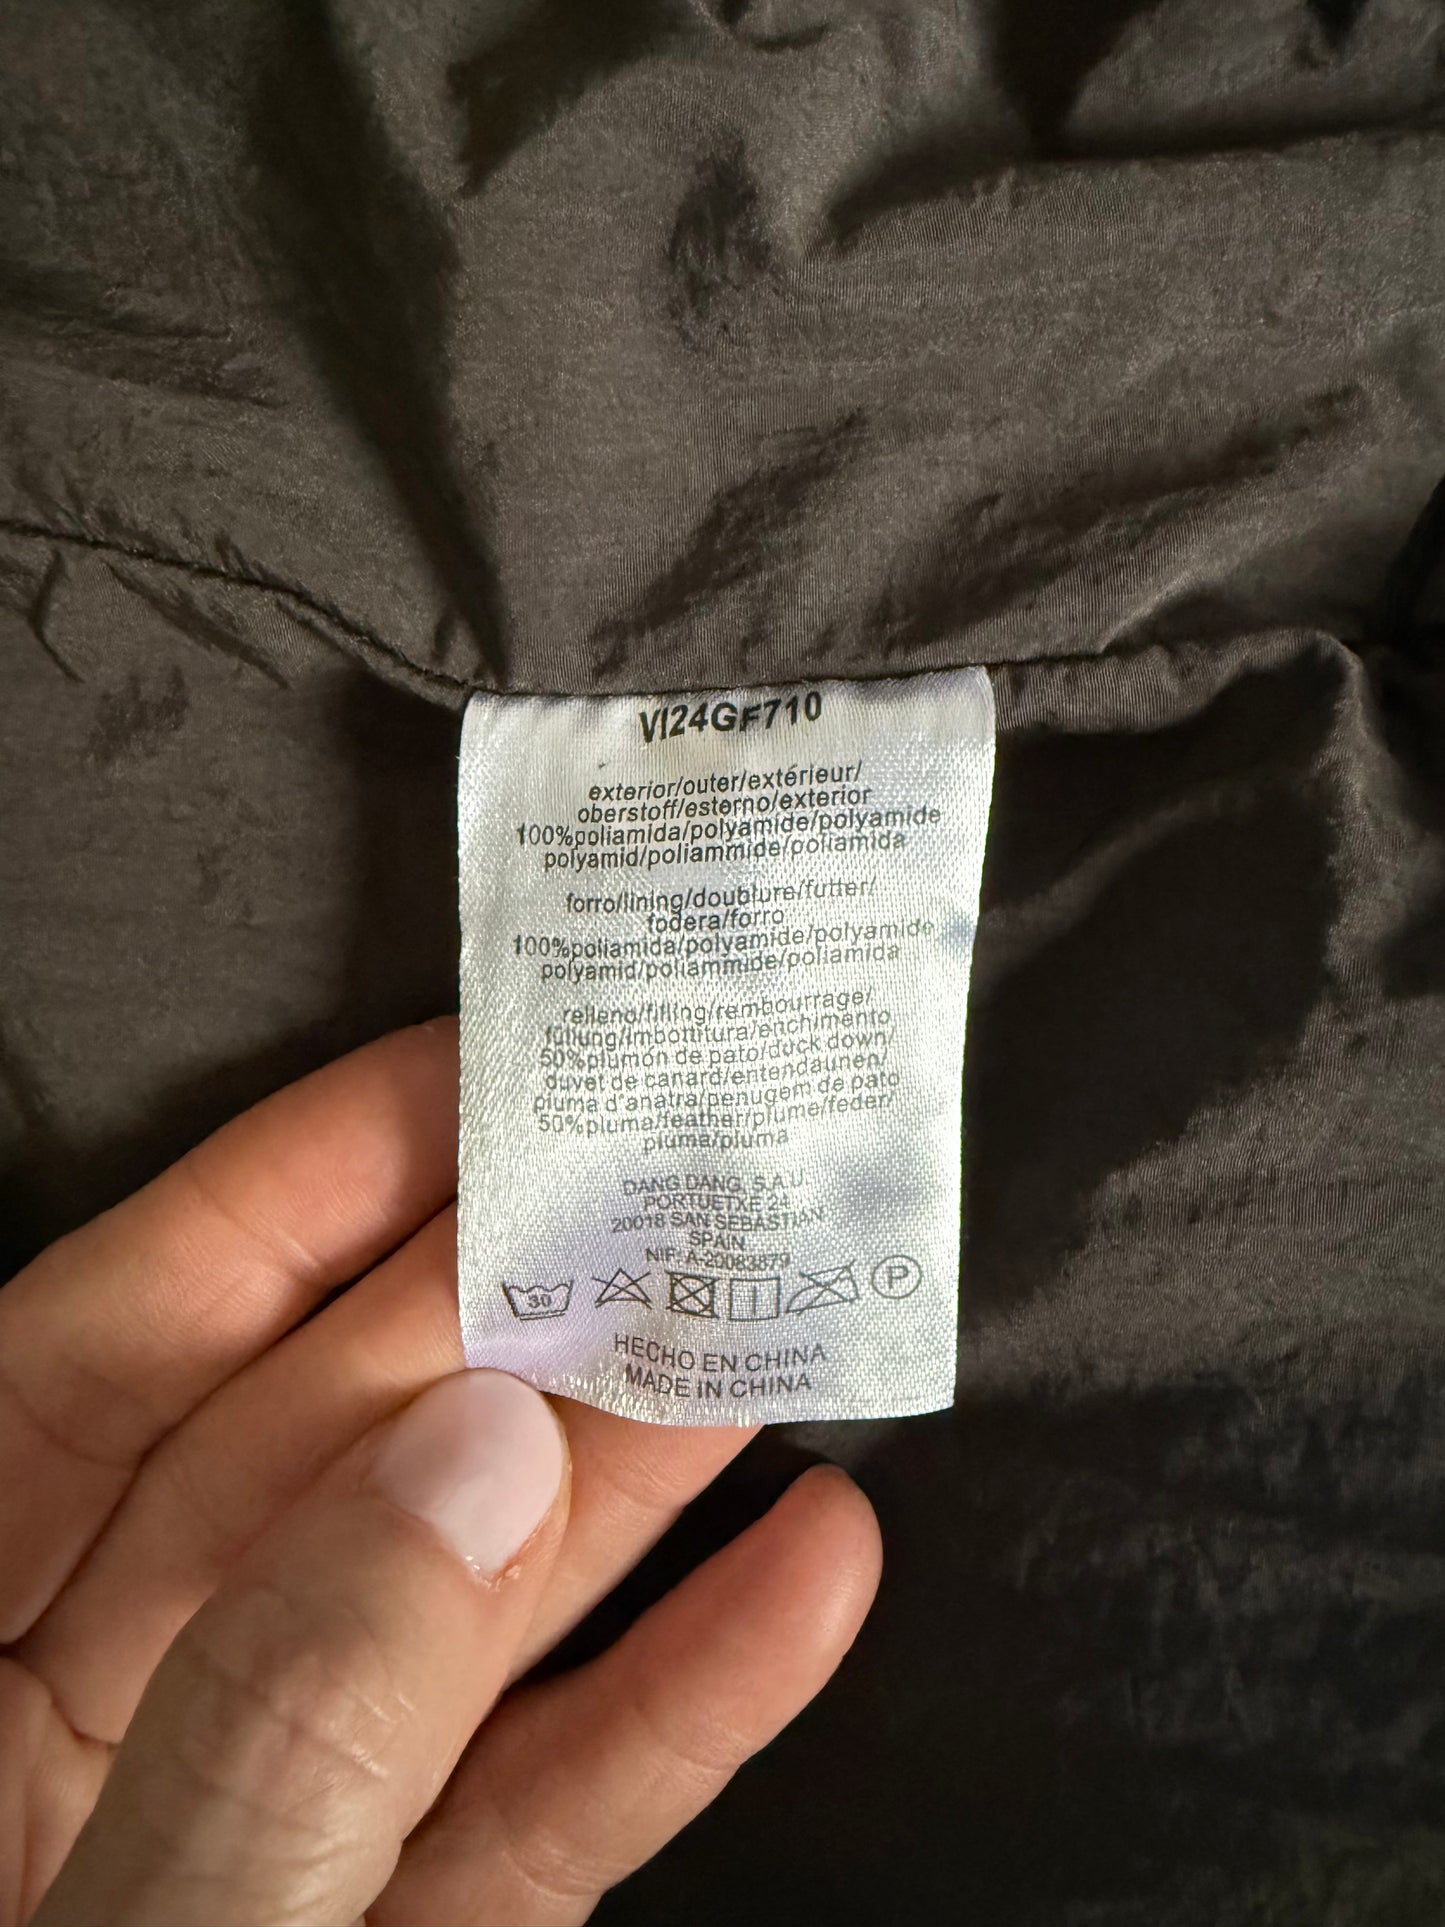 VI24GF710
exterior/outer/extérieur/
oberstoff/esterno/exterior
100%poliamida/polyamide/polyamide
polyamid/poliammide/poliamida
forro/lining/doublure/futter/
fodera/forro
100%poliamida/polyamide/polyamide
polyamid/poliammide/poliamida
relleno/filling/rembourrage/
füllung/imbottitura/enchimento
50%plumón de pato/duck down/
duvet de canard/entendaunen/
piuma d'anatra/penugem de pato
50%pluma/feather/plume/feder/
piuma/pluma
DANG DANG, S.A.U.
PORTUETXE 21
20018 SAN SEBASTIAN
SPAIN
NIF: A-20083879
30 P
HECHO EN CHINA
MADE IN CHINA